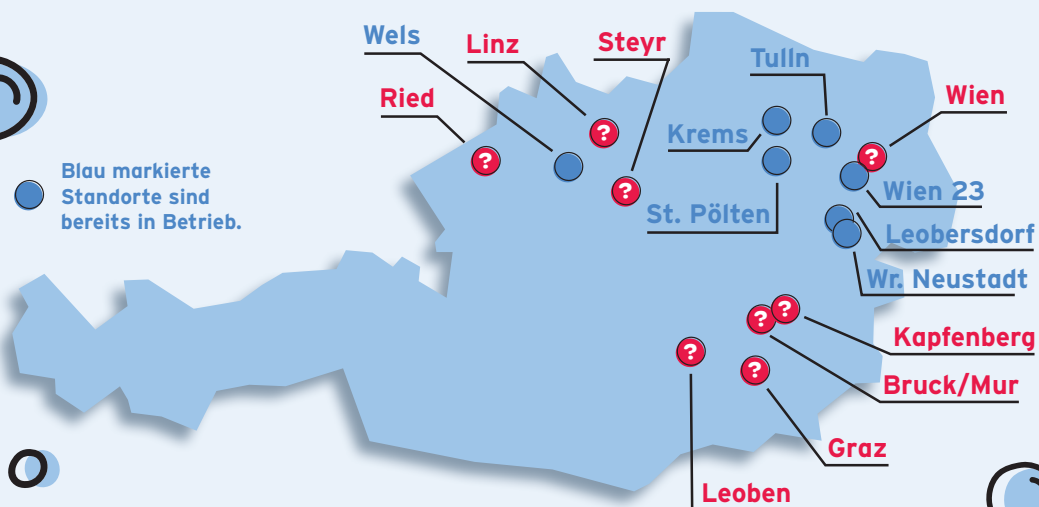 Wels
Linz
Steyr
Tulln
Ried
Wien
Krems
Blau markierte
Standorte sind
bereits in Betrieb.
Wien 23
St. Pölten
Leobersdorf
Wr. Neustadt
Kapfenberg
Bruck/Mur
Graz
Leoben
?
?
?
?
?
?
?
?